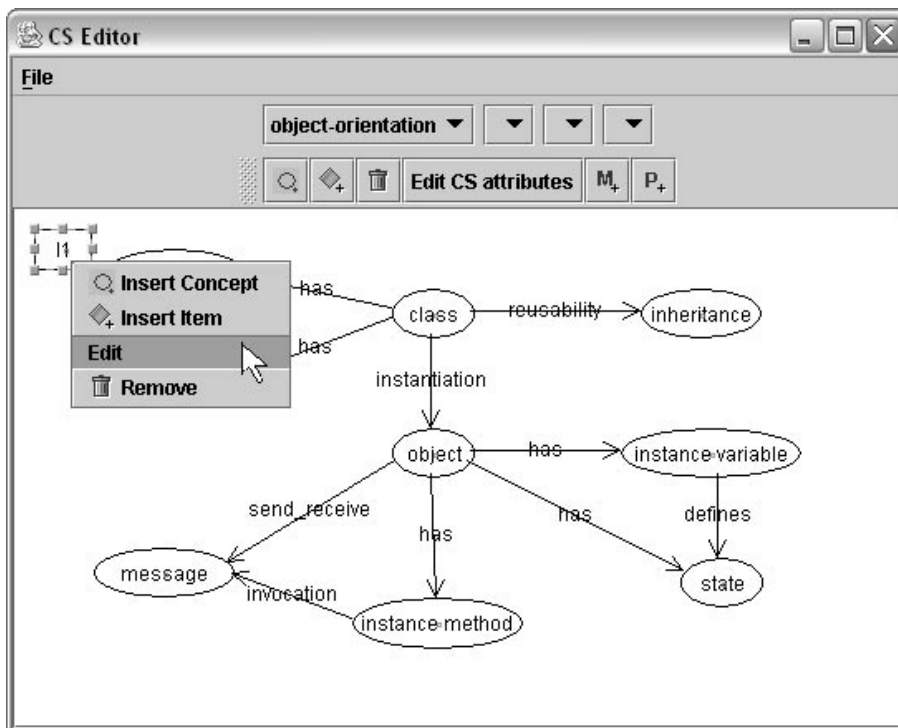 CS Editor
File
object-orientation
Edit CS attributes M+ P+
I1
Insert Concept
Insert Item
Edit
Remove
has
has
class
reusability
inheritance
instantiation
object
has
instance-variable
send_receive
has
has
defines
message
invocation
instance-method
state